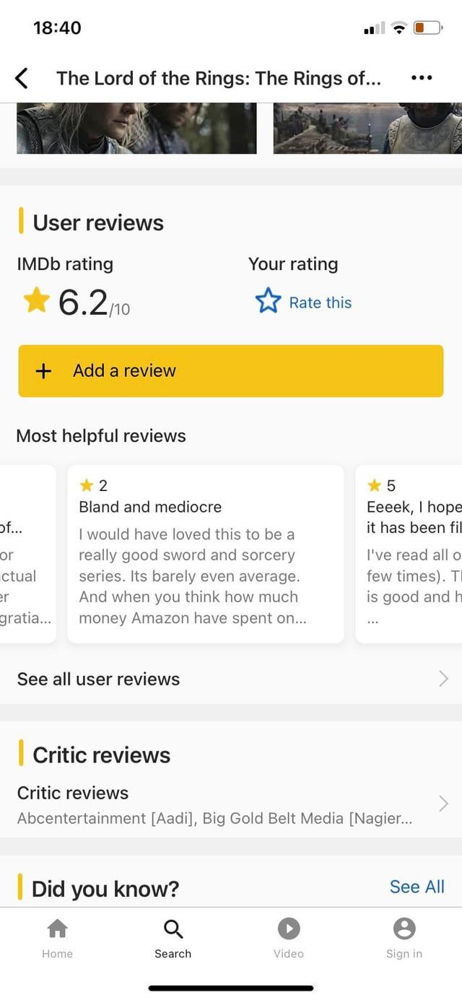 18:40
The Lord of the Rings: The Rings of...
User reviews
IMDb rating
Your rating
6.2/10
Rate this
+ Add a review
Most helpful reviews
of...
or
ctual
er
gratia...
2
Bland and mediocre
I would have loved this to be a
really good sword and sorcery
series. Its barely even average.
And when you think how much
money Amazon have spent on...
5
Eeeek, I hope
it has been fil
I've read all o
few times). Tl
is good and h
...
See all user reviews
Critic reviews
Critic reviews
Abcentertainment [Aadi], Big Gold Belt Media [Nagier...
Did you know?
See All
Home
Search
Video
Sign in